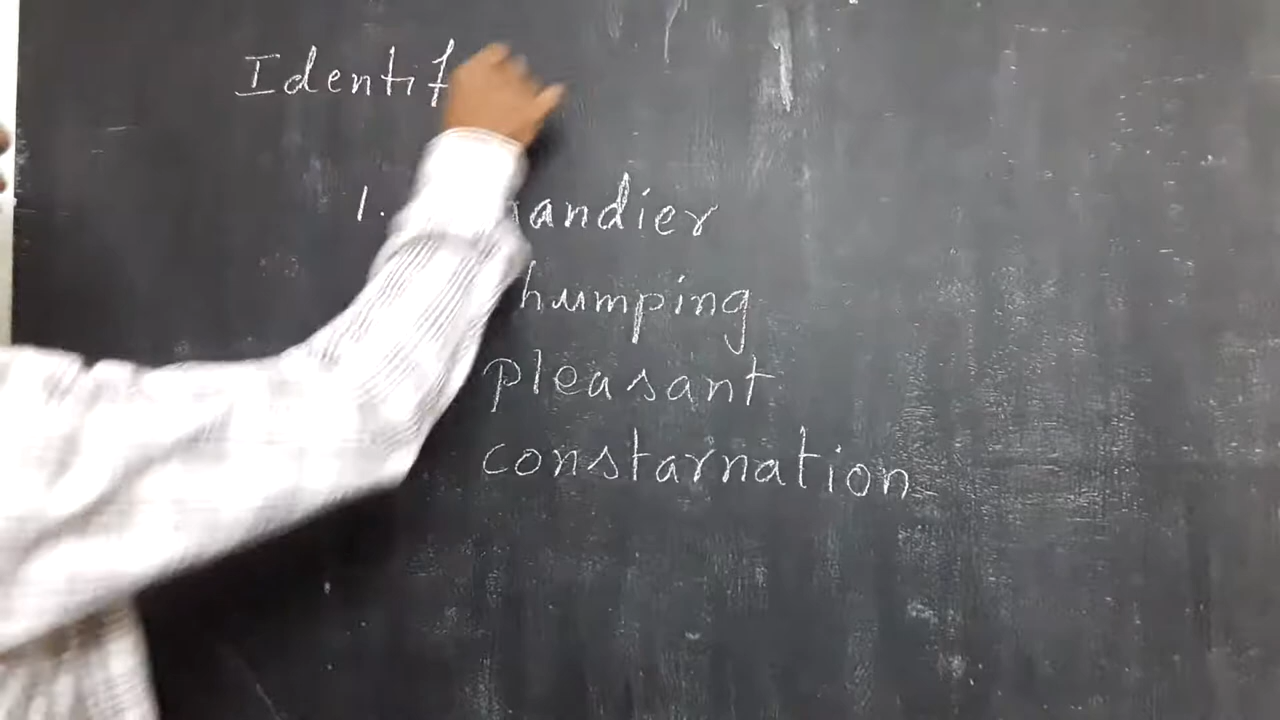 Identif
1. andier
humping
pleasant
constarnation